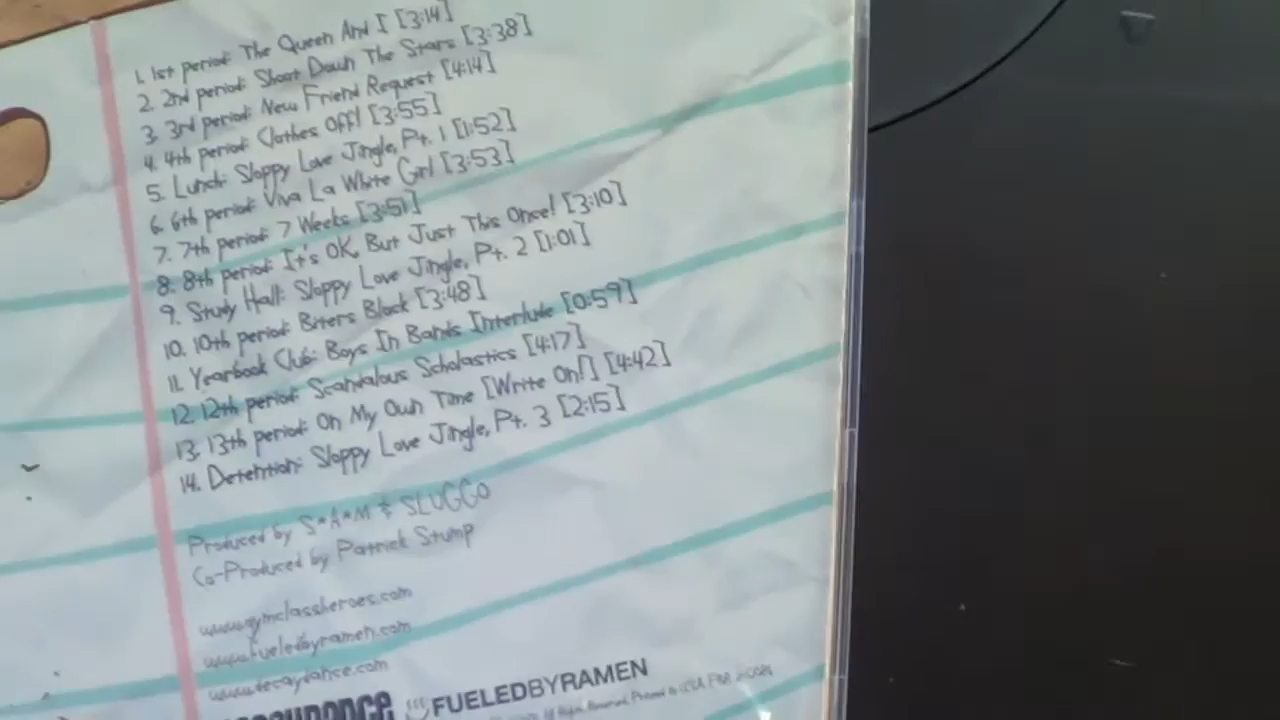 1. 1st period: The Queen And I [3:14]
2. 2nd period: Shoot Down The Stars [3:38]
3. 3rd period: New Friend Request [4:14]
4. 4th period: Clothes Off! [3:55]
5. Lunch: Sloppy Love Jingle, Pt. 1 [1:52]
6. 6th period: Viva La White Girl [3:53]
7. 7th period: 7 Weeks [3:51]
8. 8th period: It's OK, But Just This Once! [3:10]
9. Study Hall: Sloppy Love Jingle, Pt. 2 [1:01]
10. 10th period: Biters Block [3:48]
11. Yearbook Club: Boys In Bands Interlude [0:59]
12. 12th period: Scandalous Scholastics [4:17]
13. 13th period: On My Own Time [Write On!] [4:42]
14. Detention: Sloppy Love Jingle, Pt. 3 [2:15]
Produced by S*A*M & SLUGGO
Co-Produced by Patrick Stump
www.gymclassheroes.com
www.fueledbyramen.com
www.decaydance.com
FUELEDBYRAMEN
All Rights Reserved. Printed in USA